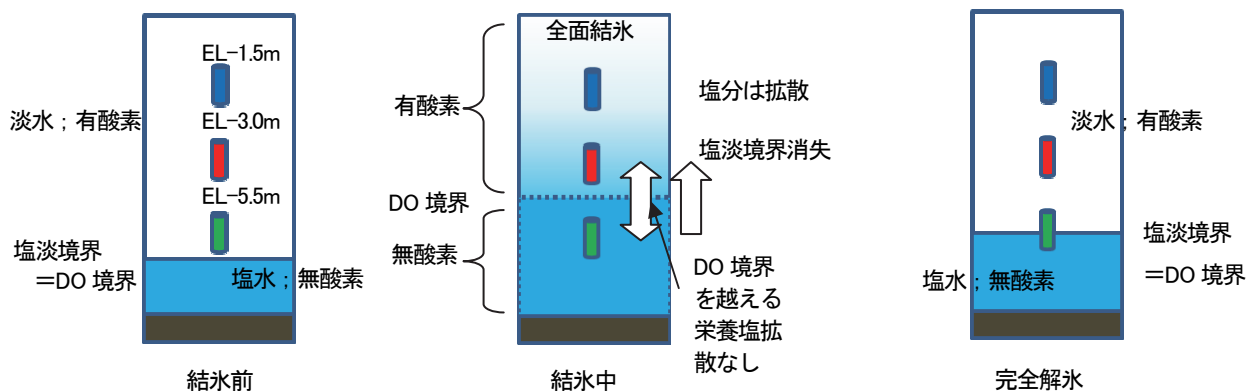 EL-1.5m
淡水；有酸素
EL-3.0m
EL-5.5m
塩淡境界
＝DO 境界
塩水；無酸素
結氷前
全面結氷
有酸素
塩分は拡散
塩淡境界消失
DO 境界
無酸素
DO 境界
を越える
栄養塩拡
散なし
結氷中
淡水；有酸素
塩淡境界
＝DO 境界
塩水；無酸素
完全解氷